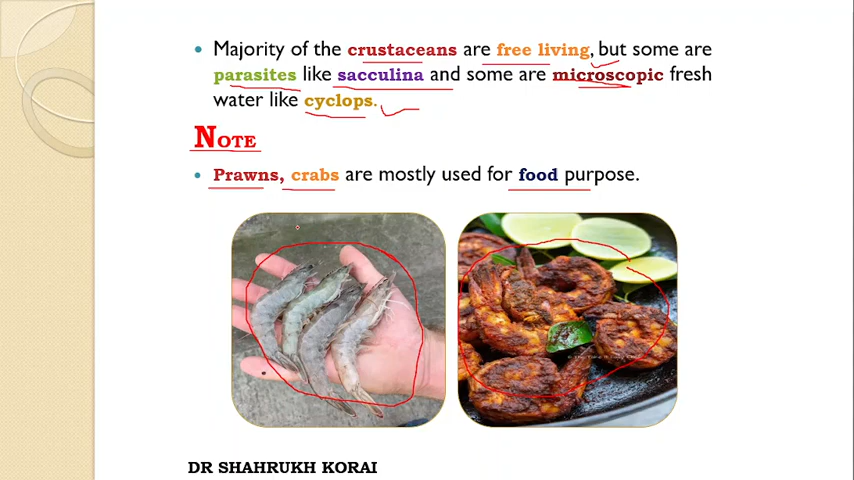 Majority of the crustaceans are free living, but some are
parasites like sacculina and some are microscopic fresh
water like cyclops.
NOTE
Prawns, crabs are mostly used for food purpose.
DR SHAHRUKH KORAI